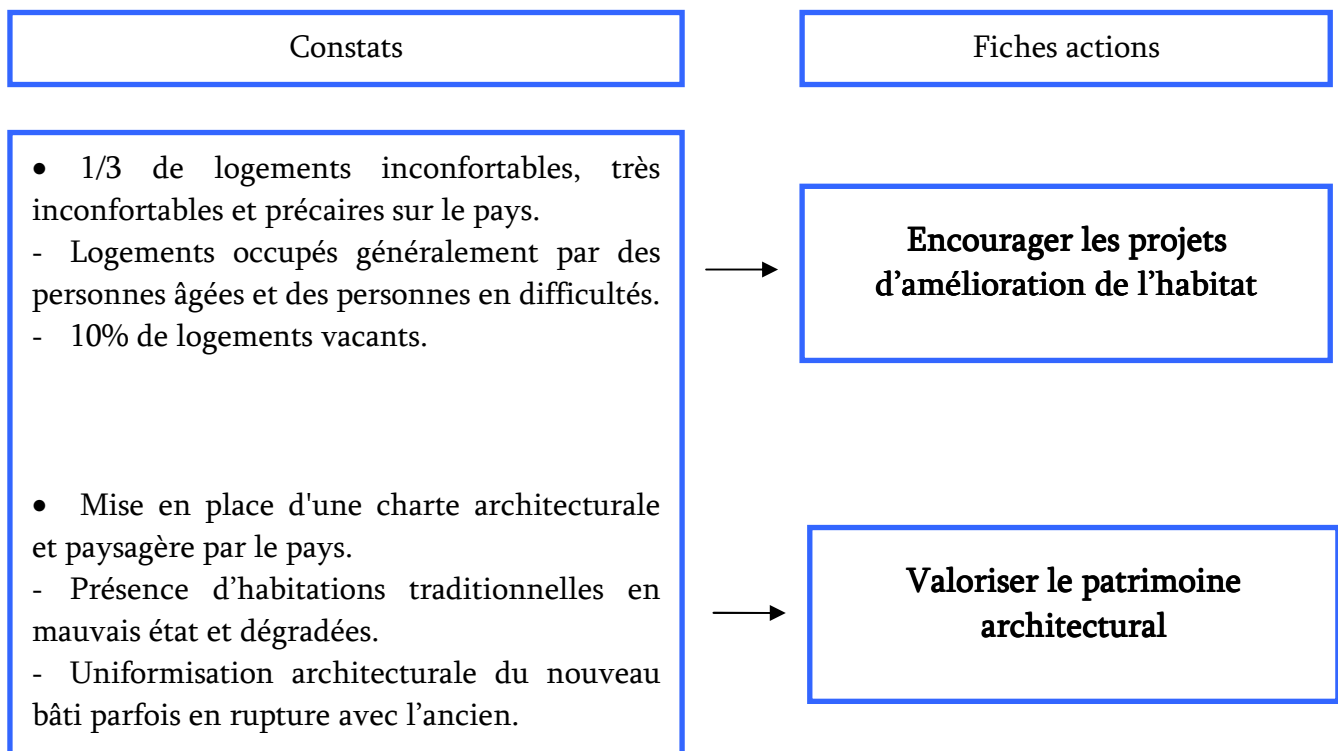 Constats
Fiches actions
• 1/3 de logements inconfortables, très
inconfortables et précaires sur le pays.
- Logements occupés généralement par des
personnes âgées et des personnes en difficultés.
- 10% de logements vacants.
Encourager les projets
d’amélioration de l’habitat
• Mise en place d'une charte architecturale
et paysagère par le pays.
- Présence d’habitations traditionnelles en
mauvais état et dégradées.
- Uniformisation architecturale du nouveau
bâti parfois en rupture avec l’ancien.
Valoriser le patrimoine
architectural